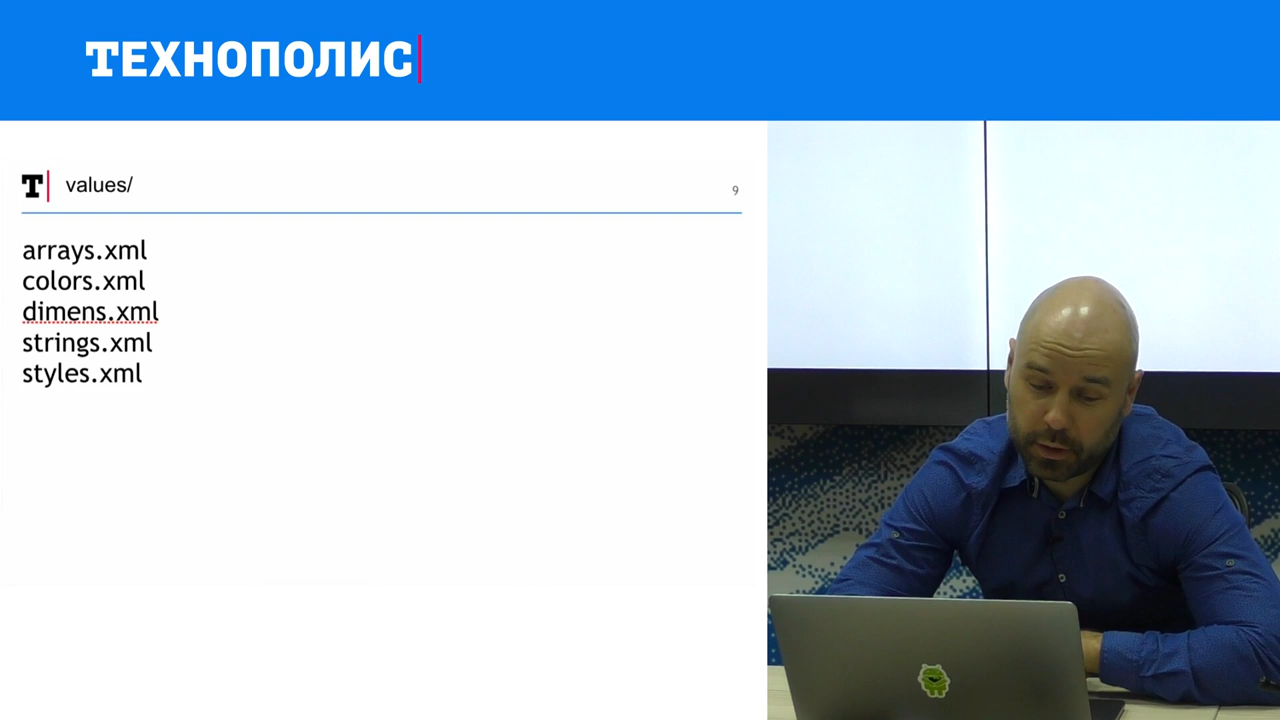 ТЕХНОПОЛИС
T values/
9
arrays.xml
colors.xml
dimens.xml
strings.xml
styles.xml